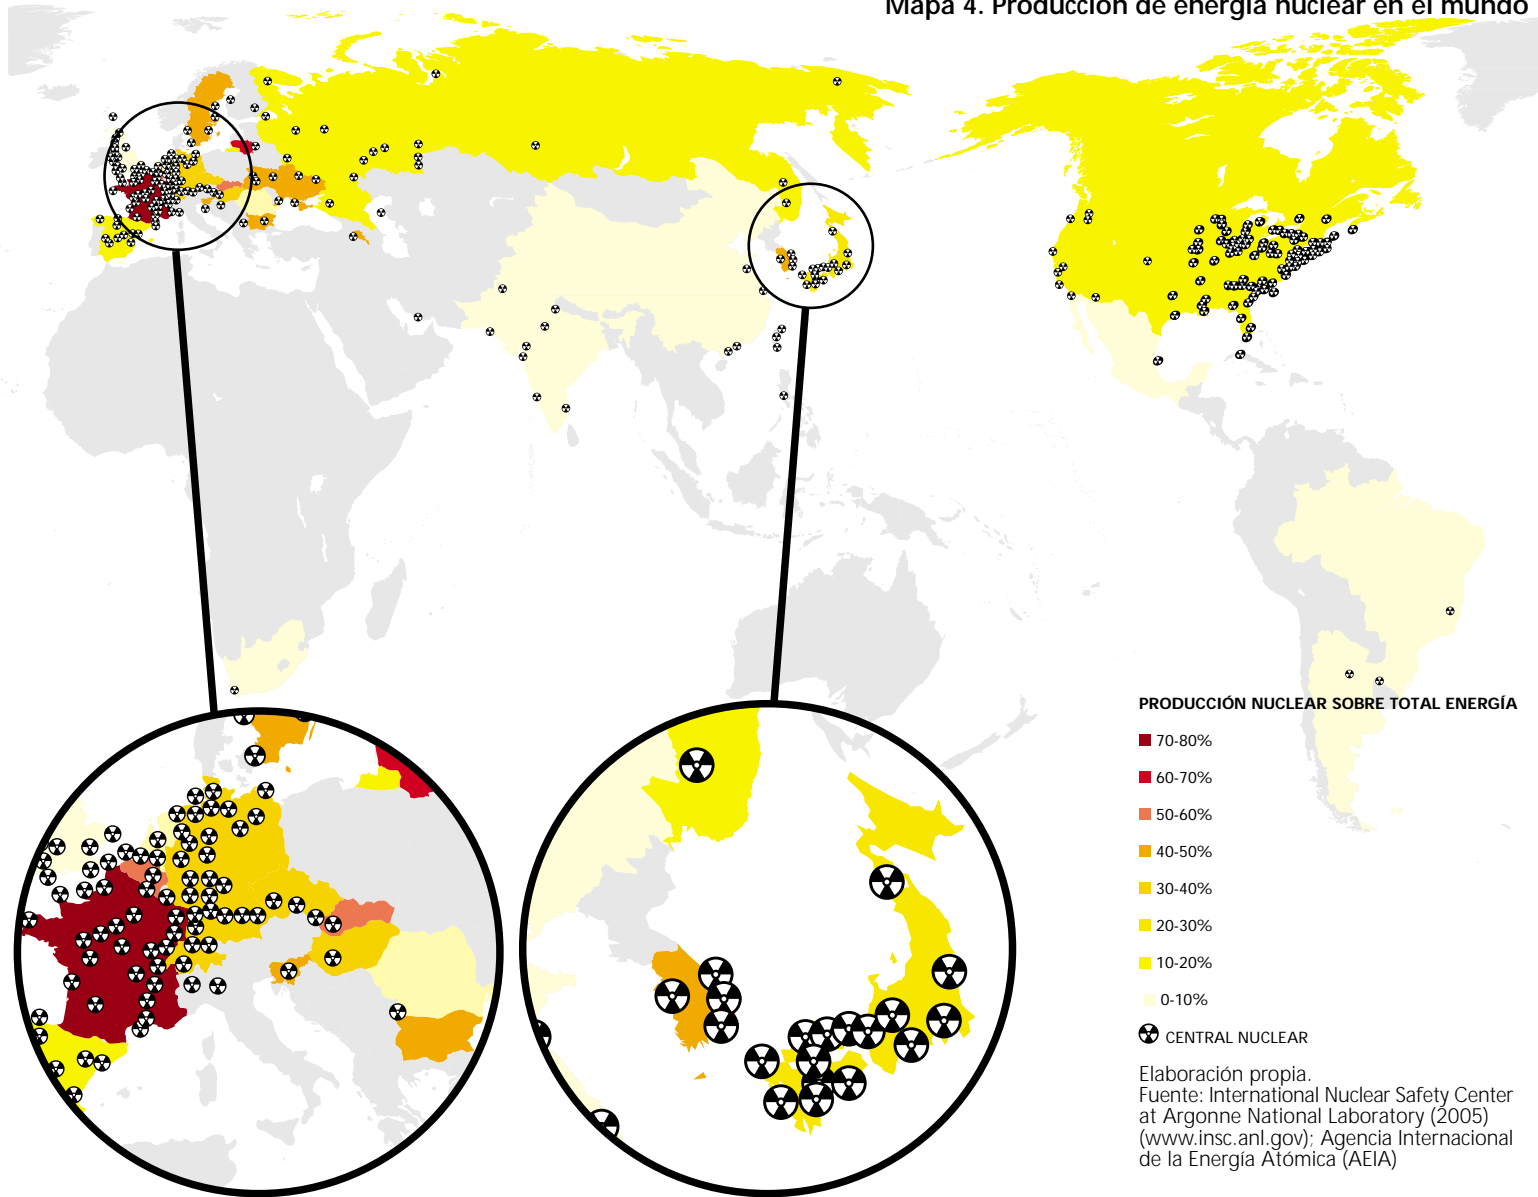 Mapa 4. Producción de energía nuclear en el mundo
PRODUCCIÓN NUCLEAR SOBRE TOTAL ENERGÍA
70-80%
60-70%
50-60%
40-50%
30-40%
20-30%
10-20%
0-10%
CENTRAL NUCLEAR
Elaboración propia.
Fuente: International Nuclear Safety Center
at Argonne National Laboratory (2005)
(www.insc.anl.gov); Agencia Internacional
de la Energía Atómica (AEIA)